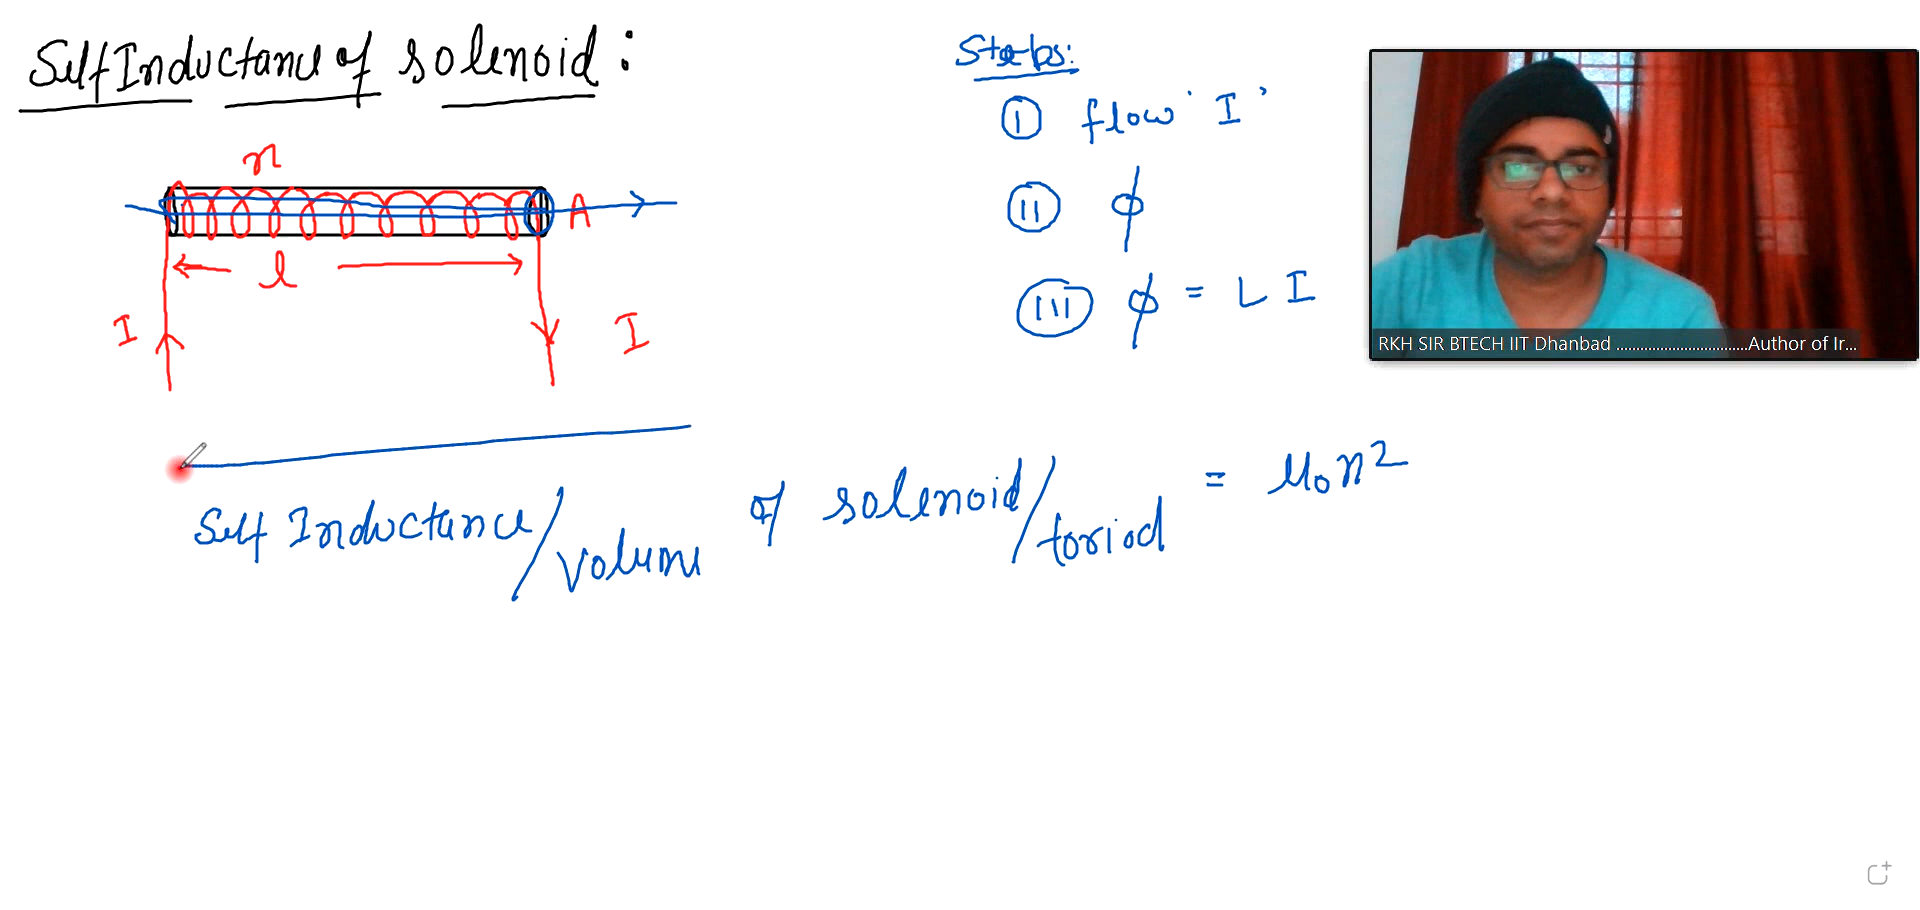 Self Inductance of solenoid:
n
A
l
I
I
Steps:
(I) flow 'I'
(II) ϕ
(III) ϕ = L I
RKH SIR BTECH IIT Dhanbad .................................Author of Ir...
Self Inductance/volume of solenoid/toriod = μ₀n²